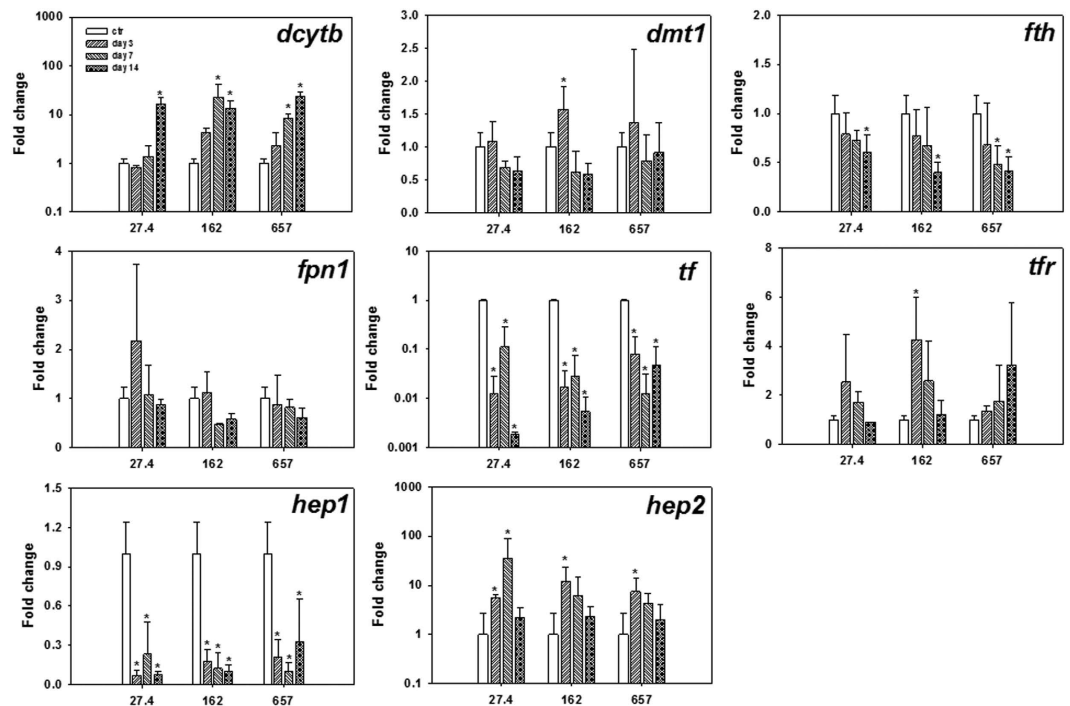 dcytb
ctr
day 3
day 7
day 14
Fold change
1000
100
10
1
0.1
27.4 162 657
dmt1
Fold change
3.0
2.5
2.0
1.5
1.0
0.5
0.0
27.4 162 657
fth
Fold change
2.0
1.5
1.0
0.5
0.0
27.4 162 657
fpn1
Fold change
4
3
2
1
0
27.4 162 657
tf
Fold change
10
1
0.1
0.01
0.001
27.4 162 657
tfr
Fold change
8
6
4
2
0
27.4 162 657
hep1
Fold change
1.5
1.2
0.9
0.6
0.3
0.0
27.4 162 657
hep2
Fold change
1000
100
10
1
0.1
27.4 162 657